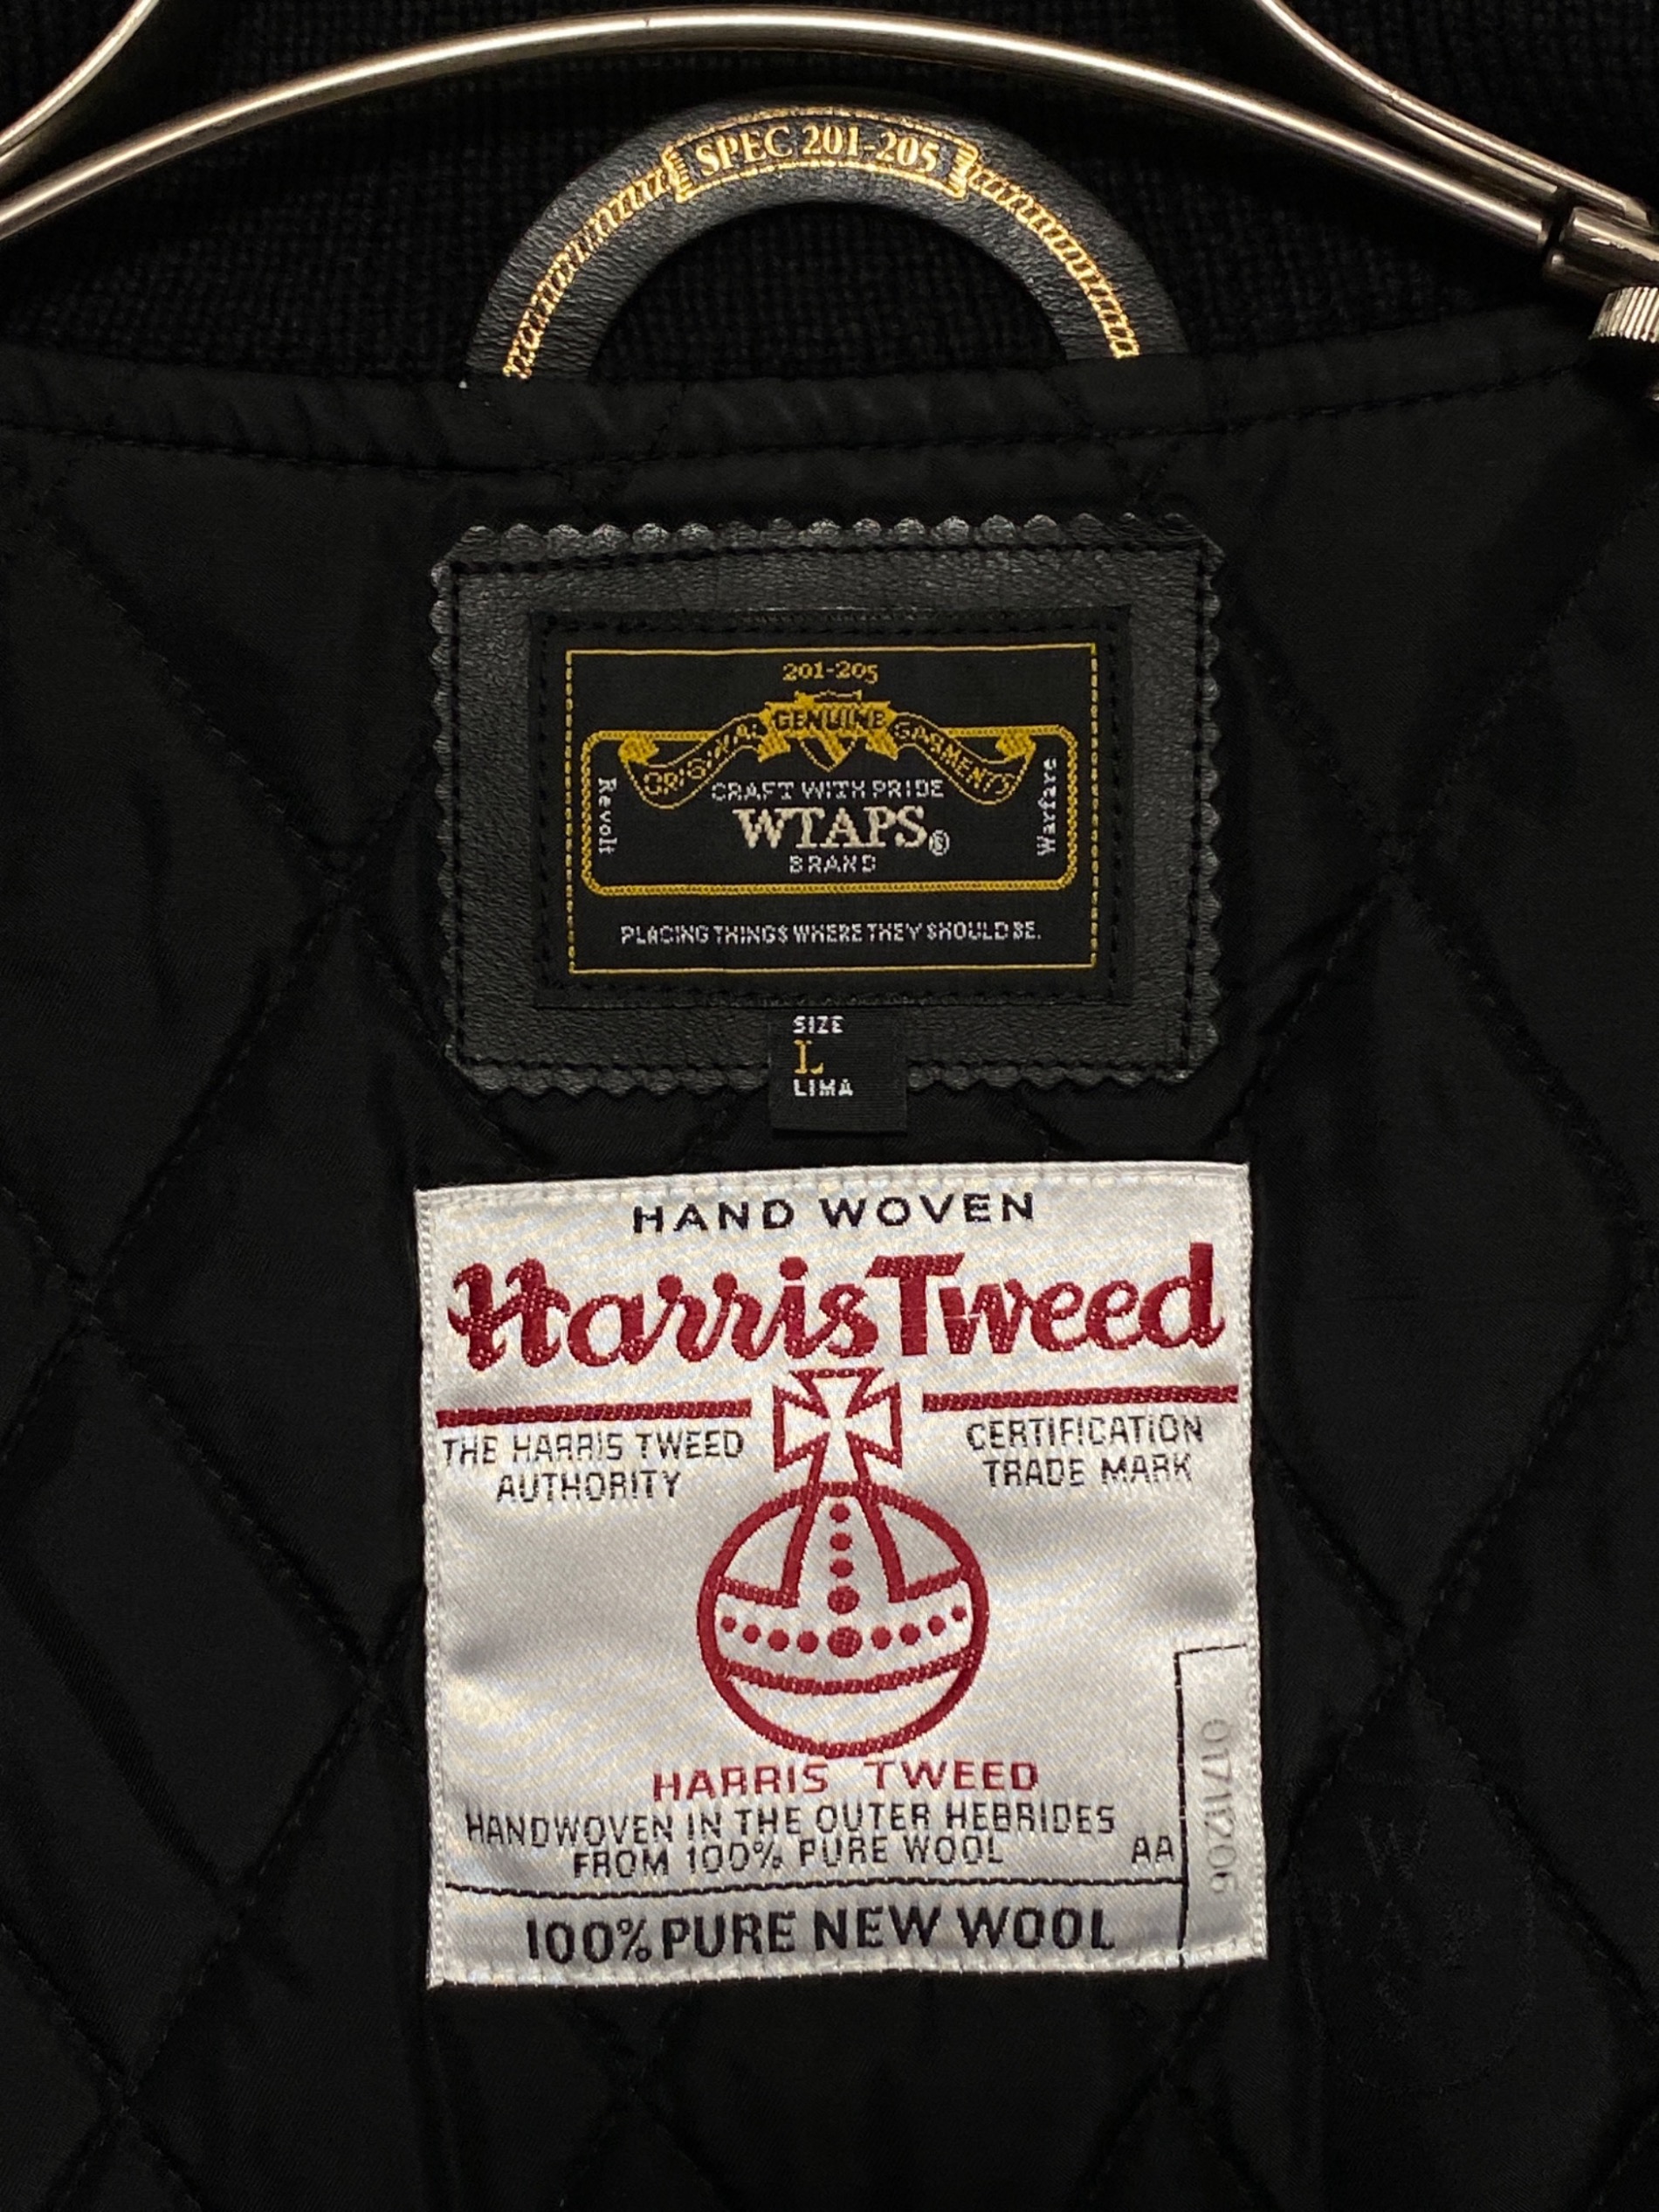 SPEC 201-205
201-205
ORIGINAL GENUINE GARMENTS
CRAFT WITH PRIDE
Revolt
WTAPS®
Warfare
BRAND
PLACING THINGS WHERE THEY SHOULD BE.
SIZE
L
LIMA
HAND WOVEN
Harris Tweed
THE HARRIS TWEED
AUTHORITY
CERTIFICATION
TRADE MARK
HARRIS TWEED
HANDWOVEN IN THE OUTER HEBRIDES
FROM 100% PURE WOOL
AA
100% PURE NEW WOOL